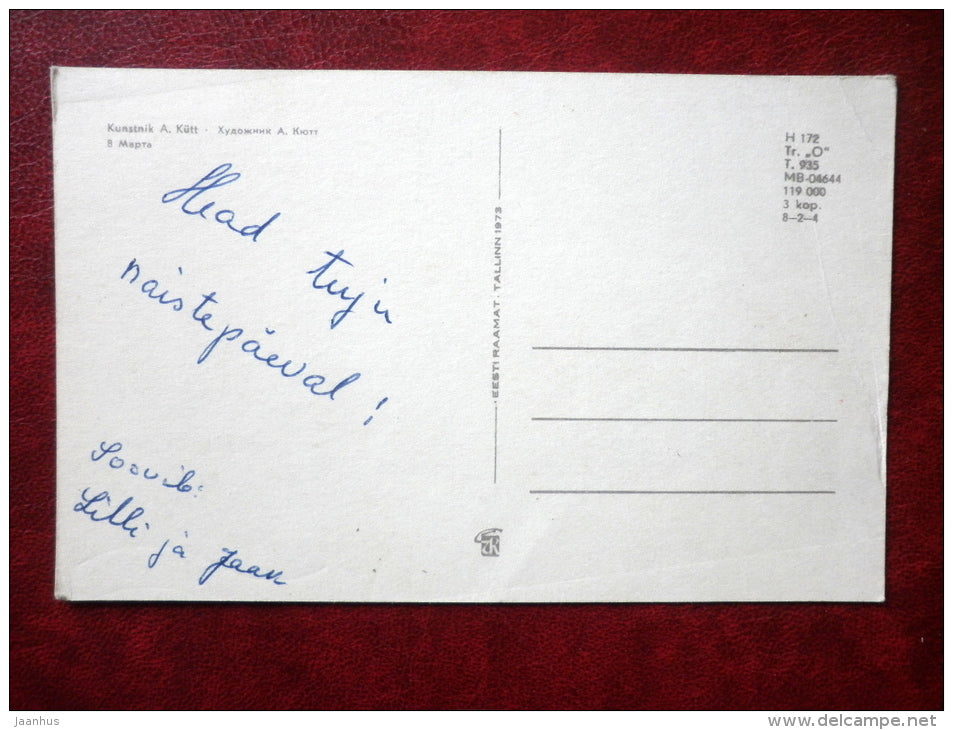 Kunstnik A. Kütt · Художник А. Кютт
8 Марта
Head tuju
naistepäeval!
Soovib:
Lilli ja Jaan
· EESTI RAAMAT · TALLINN 1973 ·
H 172
Tr. „O"
T. 935
MB-04644
119 000
3 kop.
8–2–4
jaanhus
www.delcampe.net